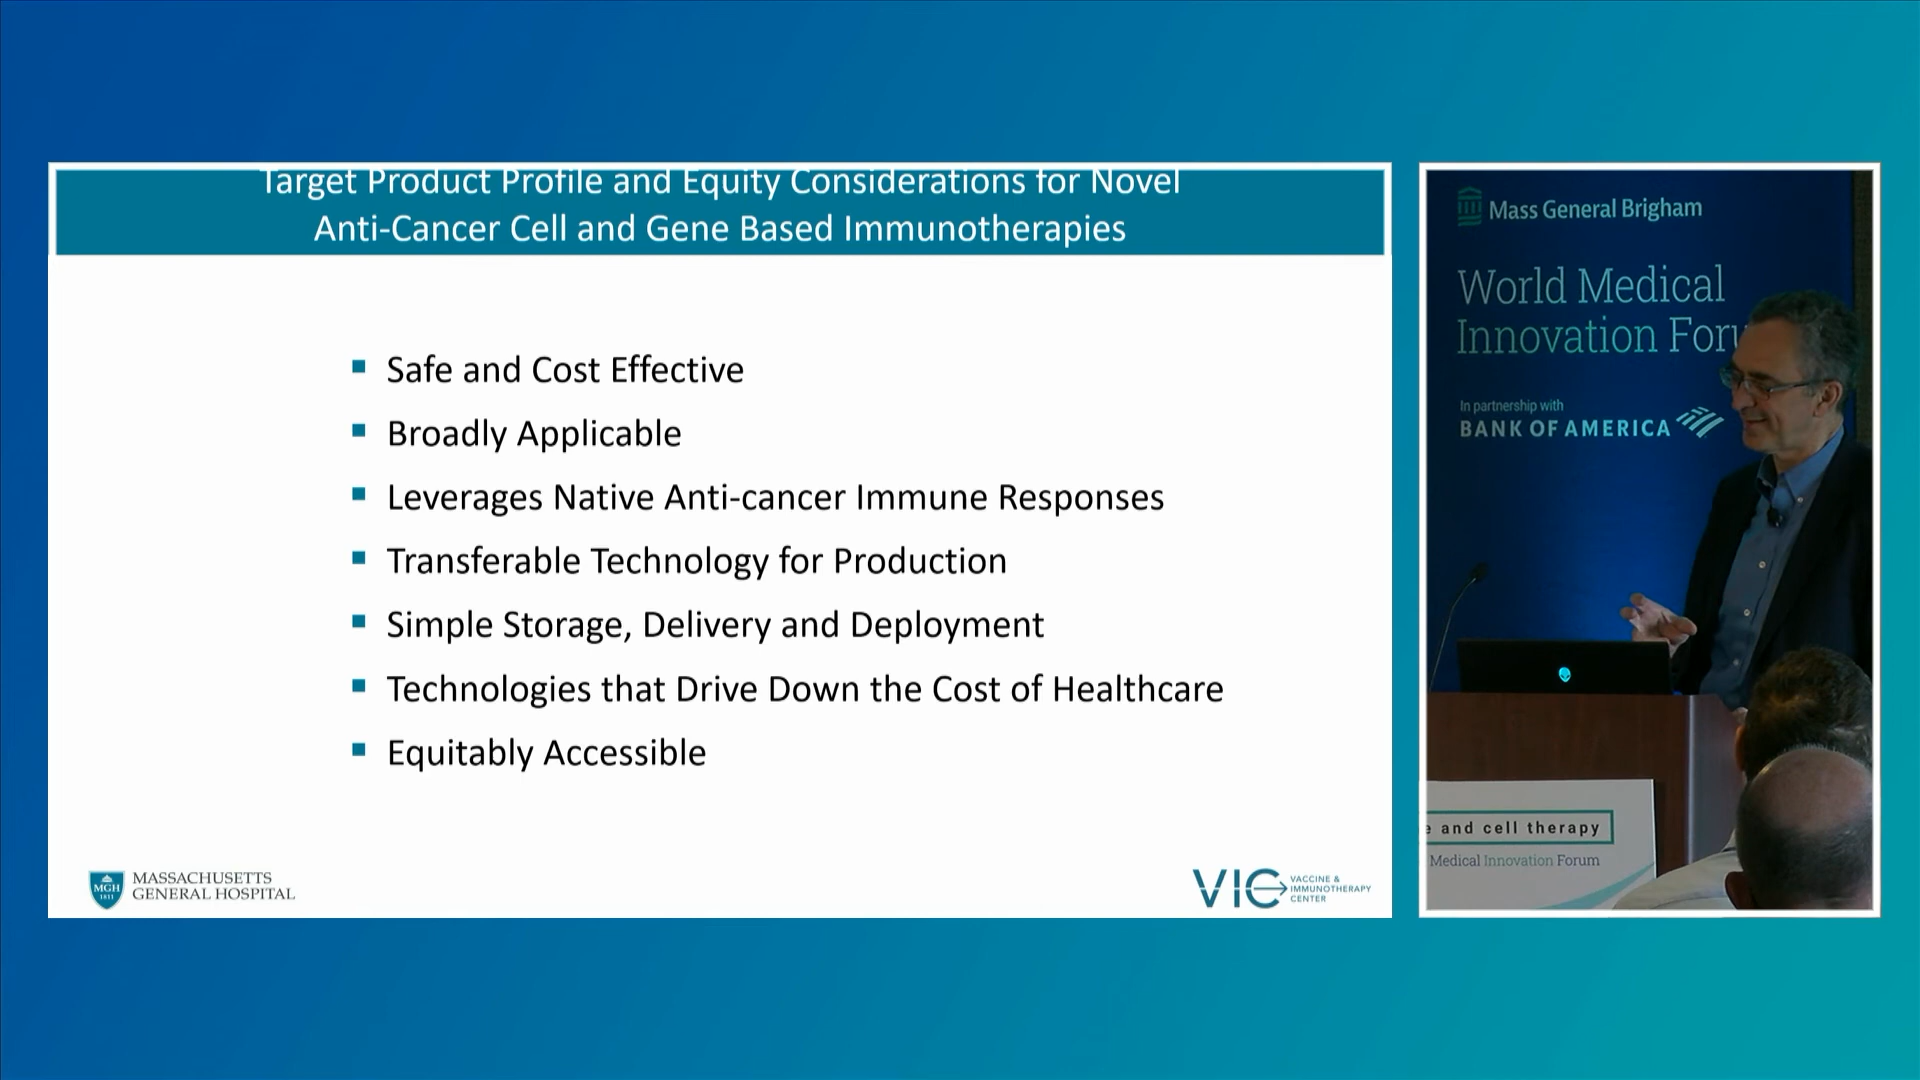 Target Product Profile and Equity Considerations for Novel
Anti-Cancer Cell and Gene Based Immunotherapies
Safe and Cost Effective
Broadly Applicable
Leverages Native Anti-cancer Immune Responses
Transferable Technology for Production
Simple Storage, Delivery and Deployment
Technologies that Drive Down the Cost of Healthcare
Equitably Accessible
MGH
1811
MASSACHUSETTS
GENERAL HOSPITAL
VIC
VACCINE &
IMMUNOTHERAPY
CENTER
Mass General Brigham
World Medical
Innovation Foru
In partnership with
BANK OF AMERICA
e and cell therapy
Medical Innovation Forum